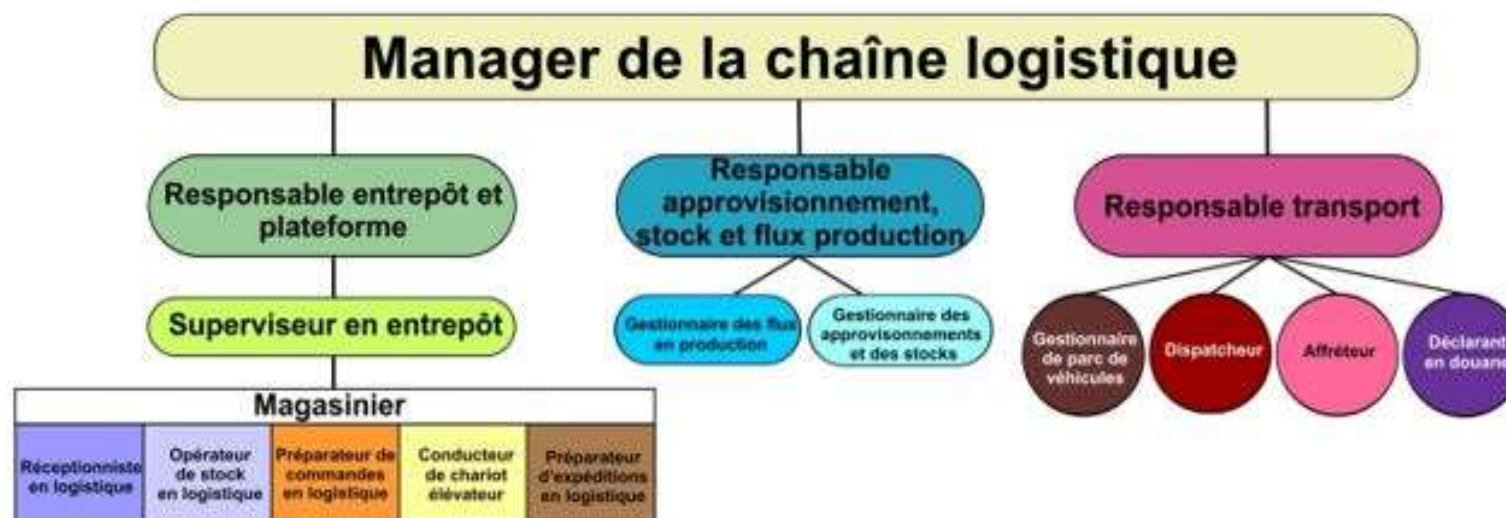 Manager de la chaîne logistique
Responsable entrepôt et
plateforme
Responsable
approvisionnement,
stock et flux production
Responsable transport
Superviseur en entrepôt
Gestionnaire des flux
en production
Gestionnaire des
approvisonnements
et des stocks
Gestionnaire
de parc de
véhicules
Dispatcheur
Affréteur
Déclarant
en douane
Magasinier
Réceptionniste
en logistique
Opérateur
de stock
en logistique
Préparateur de
commandes
en logistique
Conducteur
de chariot
élévateur
Préparateur
d'expéditions
en logistique